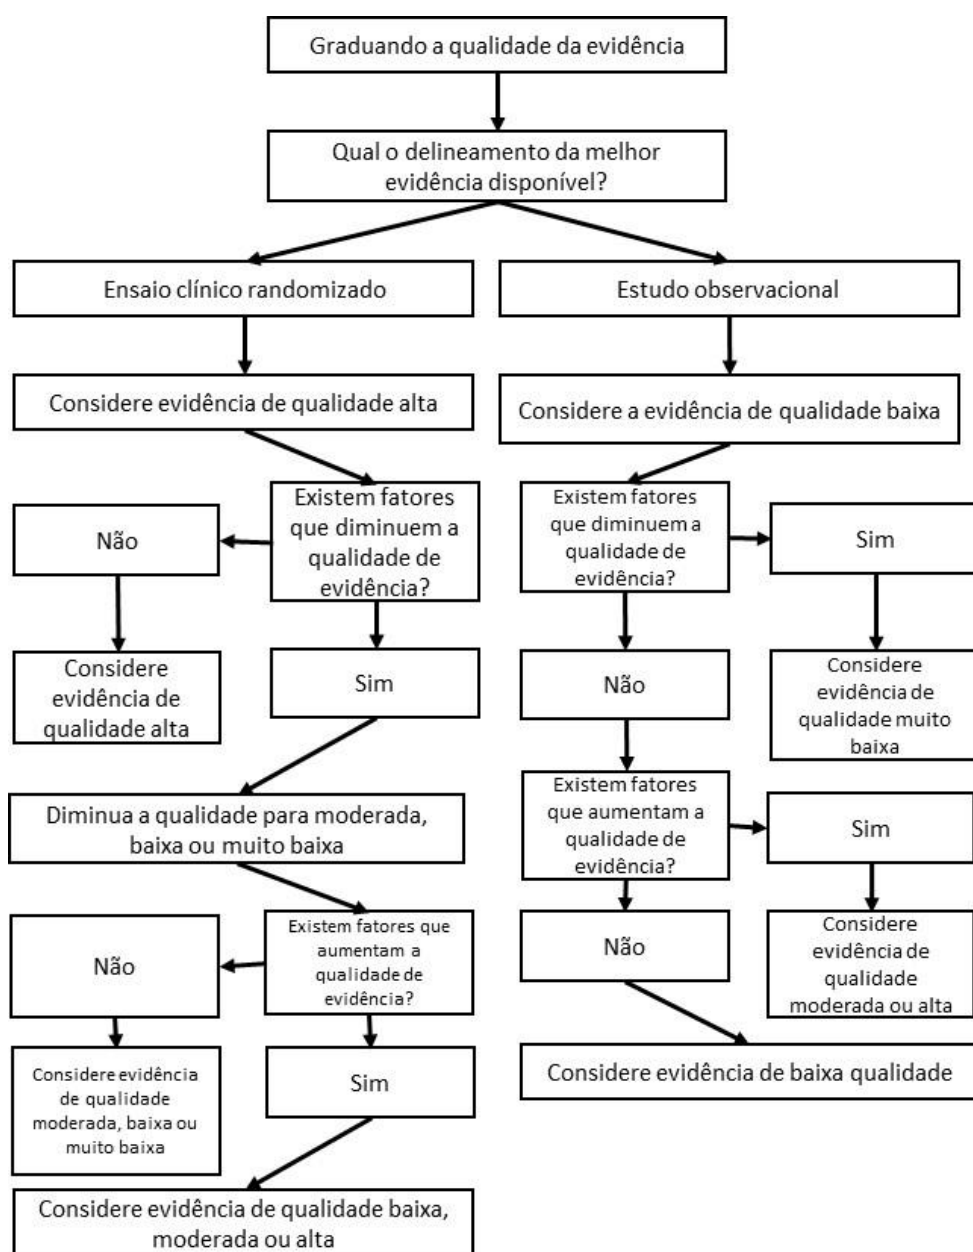 Graduando a qualidade da evidência
Qual o delineamento da melhor
evidência disponível?
Ensaio clínico randomizado
Estudo observacional
Considere evidência de qualidade alta
Considere a evidência de qualidade baixa
Existem fatores
que diminuem a
qualidade de
evidência?
Não
Existem fatores
que diminuem a
qualidade de
evidência?
Sim
Considere
evidência de
qualidade alta
Sim
Não
Considere
evidência de
qualidade muito
baixa
Diminua a qualidade para moderada,
baixa ou muito baixa
Existem fatores
que aumentam a
qualidade de
evidência?
Sim
Não
Existem fatores que
aumentam a
qualidade de
evidência?
Não
Considere
evidência de
qualidade
moderada ou alta
Considere evidência
de qualidade
moderada, baixa ou
muito baixa
Sim
Considere evidência de baixa qualidade
Considere evidência de qualidade baixa,
moderada ou alta